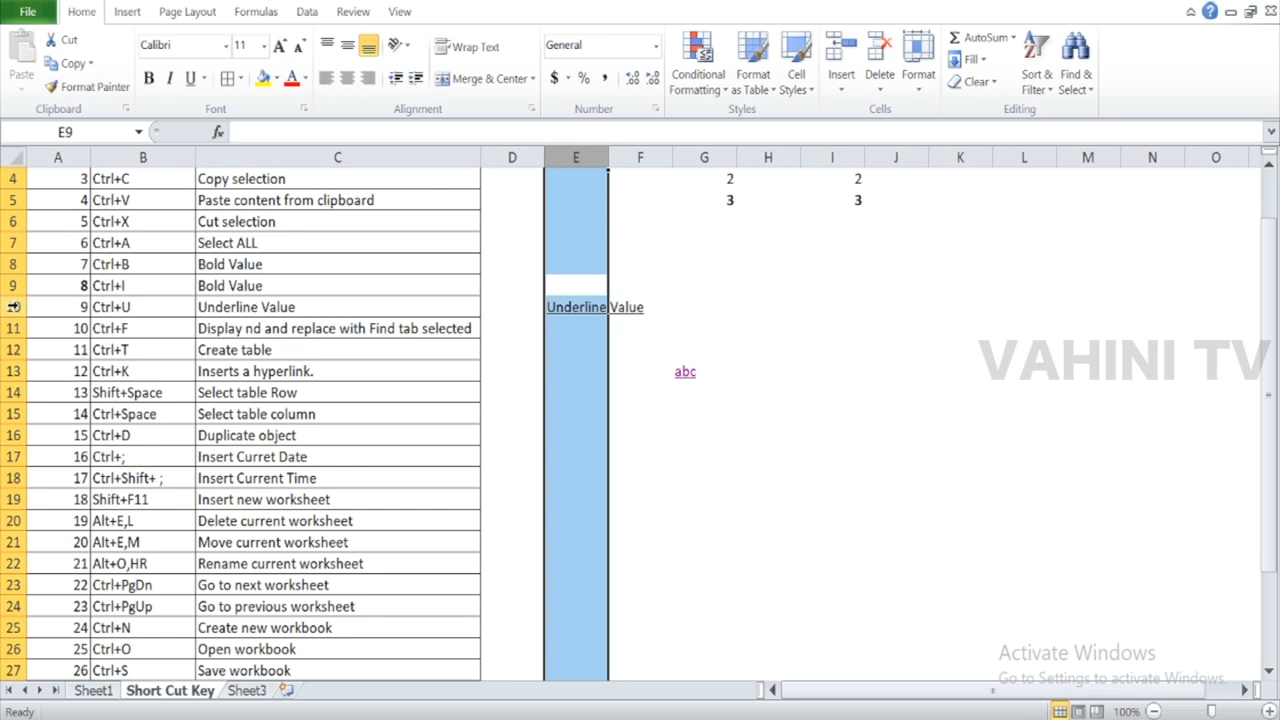 File Home Insert Page Layout Formulas Data Review View
Paste Cut Copy Format Painter Clipboard
Calibri 11 B I U A Font
Wrap Text Merge & Center Alignment
General $ % , Number
Conditional Formatting Format as Table Cell Styles Styles
Insert Delete Format Cells
Σ AutoSum Fill Clear Sort & Filter Find & Select Editing
E9 fx
A B C D E F G H I J K L M N O
4 3 Ctrl+C Copy selection 2 2
5 4 Ctrl+V Paste content from clipboard 3 3
6 5 Ctrl+X Cut selection
7 6 Ctrl+A Select ALL
8 7 Ctrl+B Bold Value
9 8 Ctrl+I Bold Value
9 Ctrl+U Underline Value Underline Value
11 10 Ctrl+F Display nd and replace with Find tab selected
12 11 Ctrl+T Create table
13 12 Ctrl+K Inserts a hyperlink. abc
14 13 Shift+Space Select table Row
15 14 Ctrl+Space Select table column
16 15 Ctrl+D Duplicate object
17 16 Ctrl+; Insert Curret Date
18 17 Ctrl+Shift+ ; Insert Current Time
19 18 Shift+F11 Insert new worksheet
20 19 Alt+E,L Delete current worksheet
21 20 Alt+E,M Move current worksheet
22 21 Alt+O,HR Rename current worksheet
23 22 Ctrl+PgDn Go to next worksheet
24 23 Ctrl+PgUp Go to previous worksheet
25 24 Ctrl+N Create new workbook
26 25 Ctrl+O Open workbook
27 26 Ctrl+S Save workbook
VAHINI TV
Activate Windows
Go to Settings to activate Windows.
Sheet1 Short Cut Key Sheet3
Ready 100%